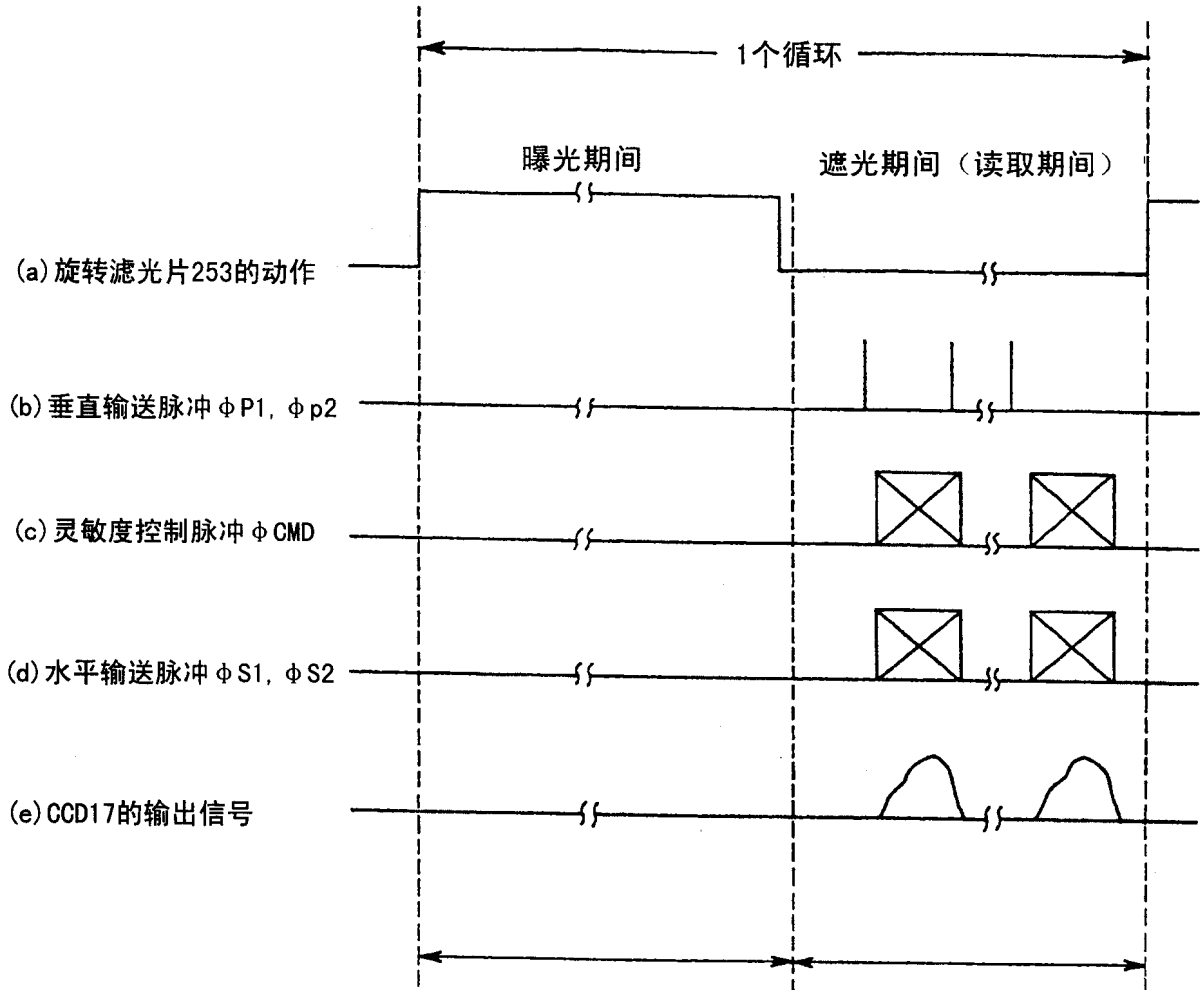 1个循环
曝光期间
遮光期间（读取期间）
(a)旋转滤光片253的动作
(b)垂直输送脉冲φP1, φp2
(c)灵敏度控制脉冲φCMD
(d)水平输送脉冲φS1, φS2
(e)CCD17的输出信号